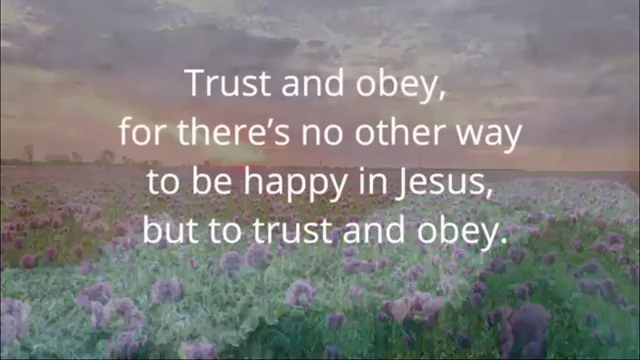 Trust and obey,
for there’s no other way
to be happy in Jesus,
but to trust and obey.